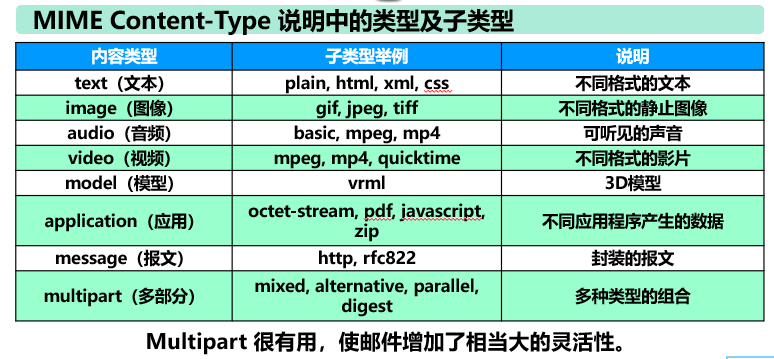 MIME Content-Type 说明中的类型及子类型
内容类型 子类型举例 说明
text（文本） plain, html, xml, css 不同格式的文本
image（图像） gif, jpeg, tiff 不同格式的静止图像
audio（音频） basic, mpeg, mp4 可听见的声音
video（视频） mpeg, mp4, quicktime 不同格式的影片
model（模型） vrml 3D模型
application（应用） octet-stream, pdf, javascript, 不同应用程序产生的数据
zip
message（报文） http, rfc822 封装的报文
multipart（多部分） mixed, alternative, parallel, 多种类型的组合
digest
Multipart 很有用，使邮件增加了相当大的灵活性。